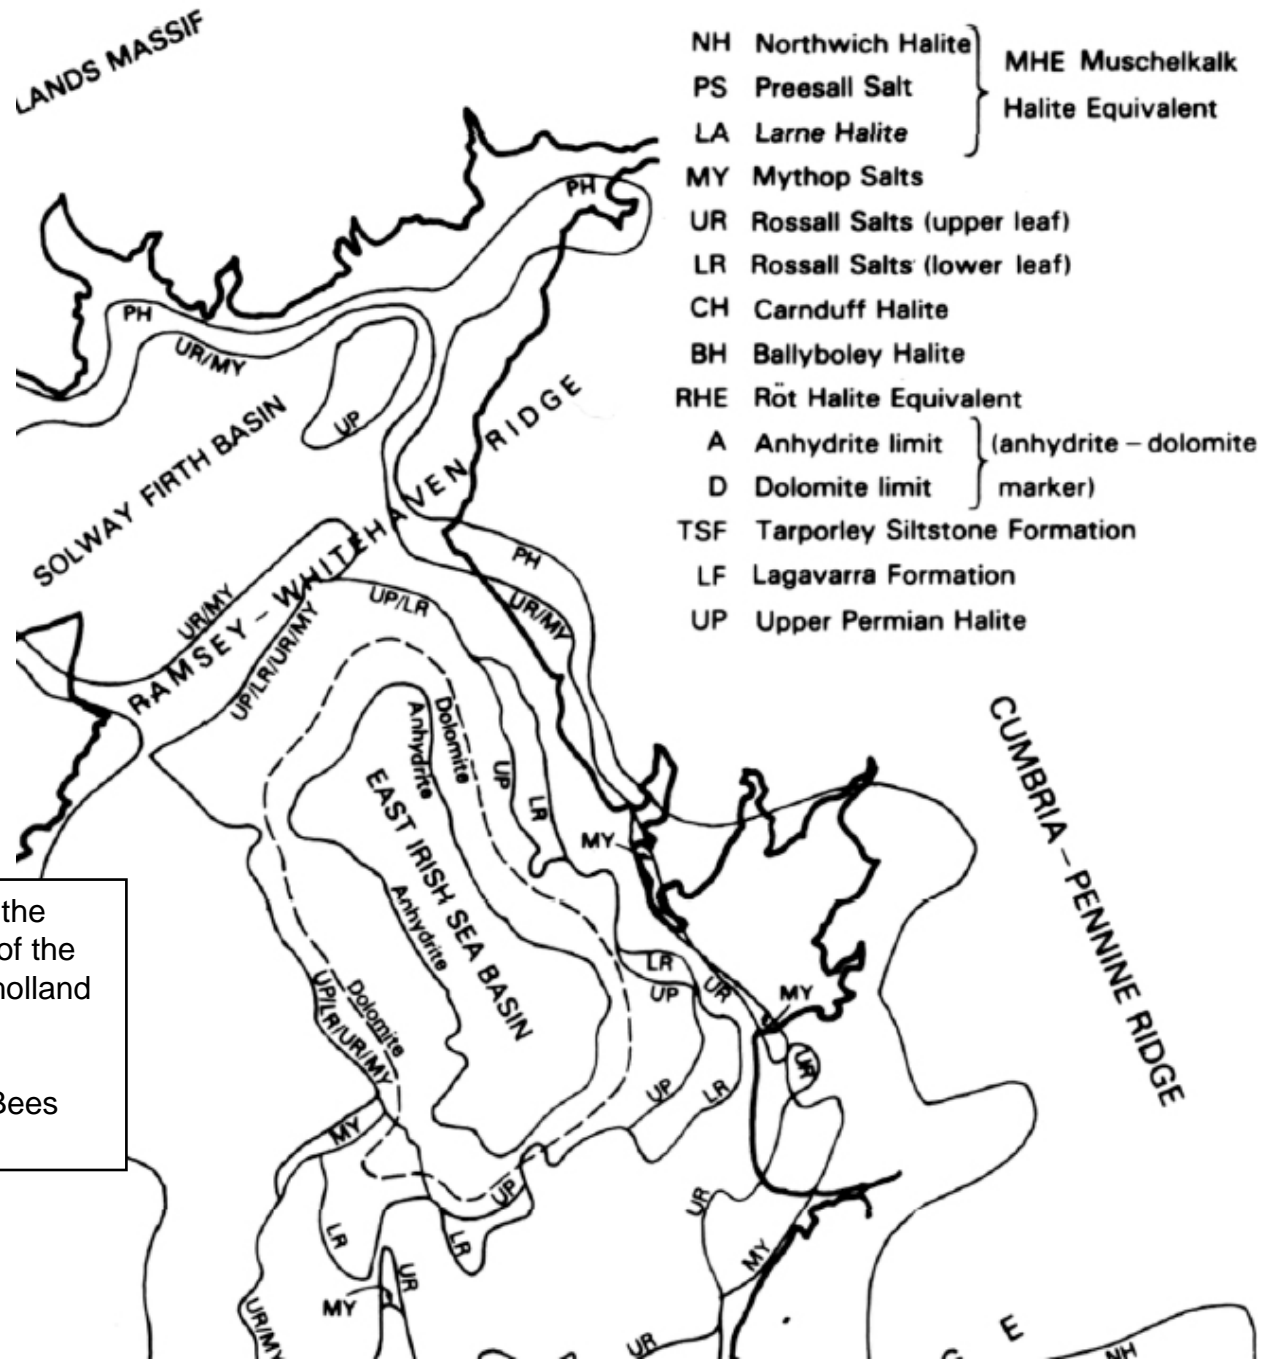 LANDS MASSIF
NH Northwich Halite
PS Preesall Salt
LA Larne Halite
MHE Muschelkalk
Halite Equivalent
MY Mythop Salts
UR Rossall Salts (upper leaf)
LR Rossall Salts (lower leaf)
CH Carnduff Halite
BH Ballyboley Halite
RHE Röt Halite Equivalent
A Anhydrite limit
D Dolomite limit
(anhydrite – dolomite
marker)
TSF Tarporley Siltstone Formation
LF Lagavarra Formation
UP Upper Permian Halite
PH
PH
UR/MY
UP
SOLWAY FIRTH BASIN
RAMSEY – WHITEHAVEN RIDGE
PH
UR/MY
UP/LR
UR/MY
UP/LR/UR/MY
Dolomite
Anhydrite
UP
LR
EAST IRISH SEA BASIN
MY
CUMBRIA – PENNINE RIDGE
Anhydrite
the
of the
holland
Bees
LR
UP
UR
MY
Dolomite
UP/LR/UR/MY
UR
UP
LR
MY
UP
UR
LR
LR
MY
UR
MY
UR/MY
UR
E
G
NH